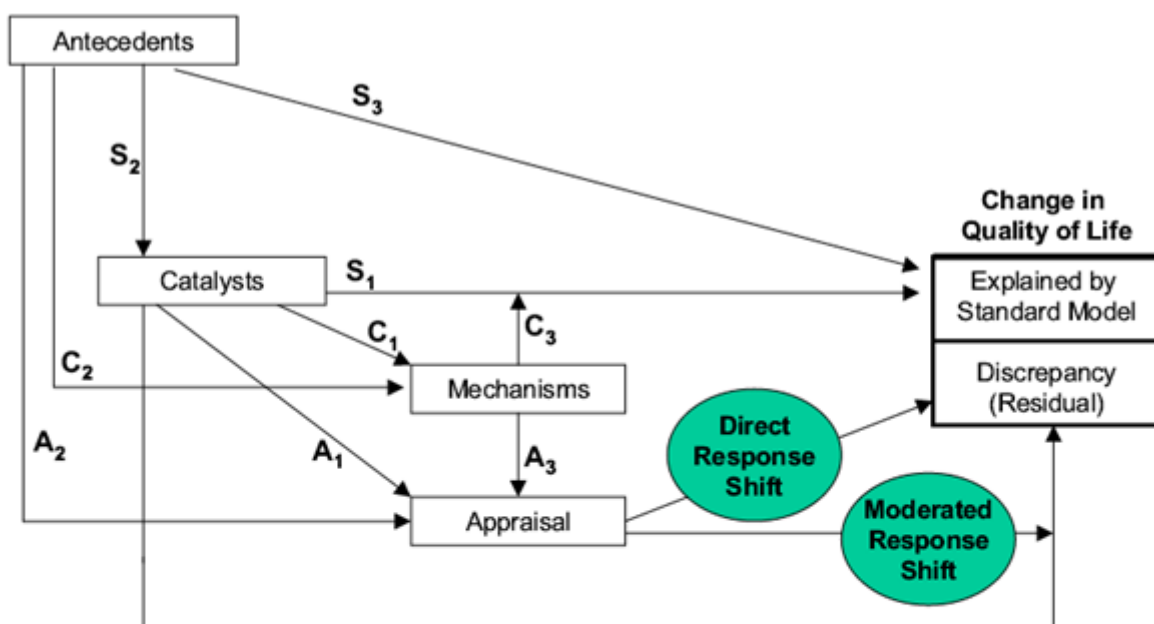 Antecedents
S₃
S₂
Change in
Quality of Life
Catalysts
S₁
Explained by
Standard Model
C₁
C₃
C₂
Mechanisms
Discrepancy
(Residual)
A₂
A₁
A₃
Direct
Response
Shift
Appraisal
Moderated
Response
Shift